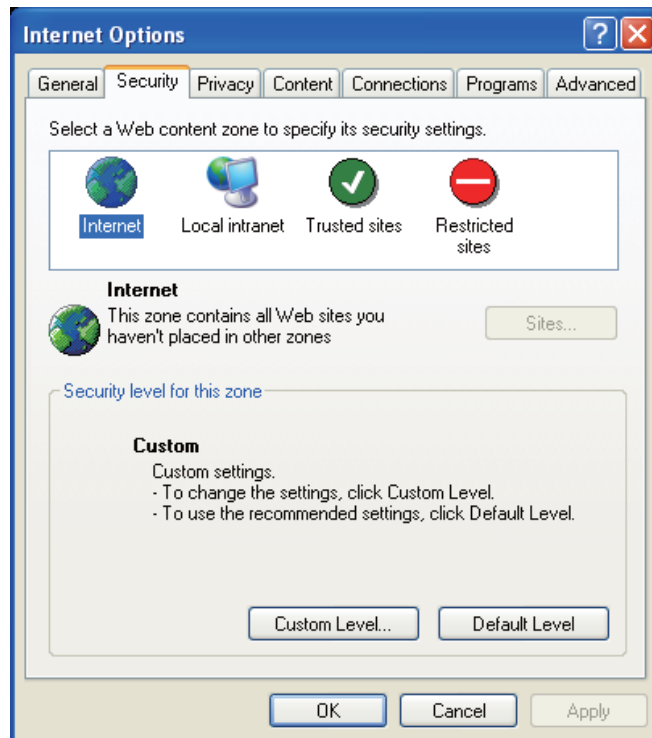 Internet Options
General Security Privacy Content Connections Programs Advanced
Select a Web content zone to specify its security settings.
Internet Local intranet Trusted sites Restricted
sites
Internet
This zone contains all Web sites you
haven't placed in other zones
Sites...
Security level for this zone
Custom
Custom settings.
- To change the settings, click Custom Level.
- To use the recommended settings, click Default Level.
Custom Level... Default Level
OK Cancel Apply